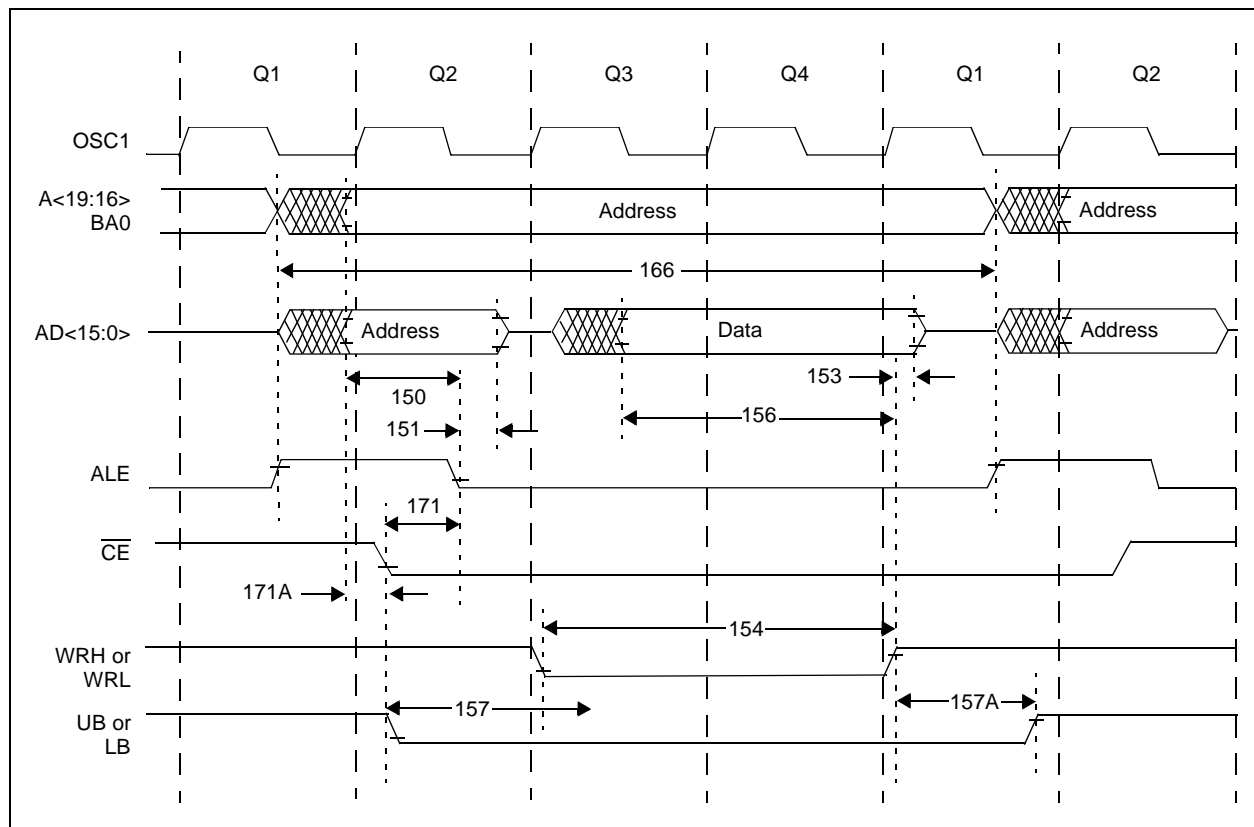 Q1 Q2 Q3 Q4 Q1 Q2
OSC1
A<19:16>
BA0
Address Address
166
AD<15:0>
Address Data Address
153
150
156
151
ALE
171
CE
171A
154
WRH or
WRL
157 157A
UB or
LB